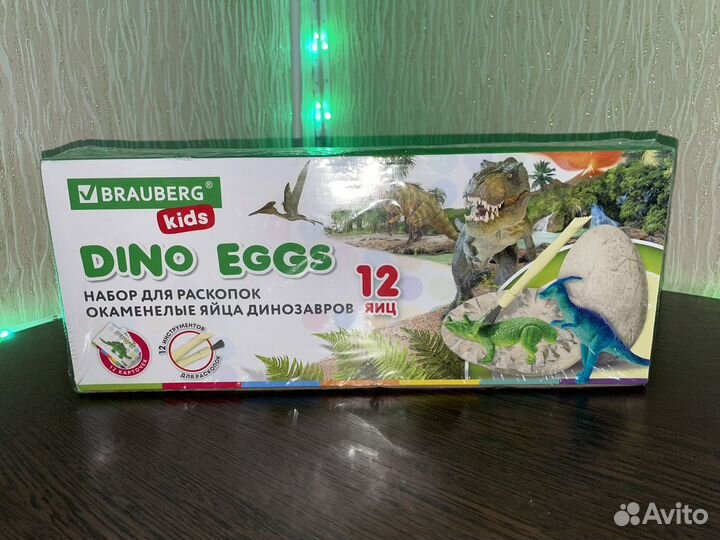 BRAUBERG®
kids
DINO EGGS
НАБОР ДЛЯ РАСКОПОК
ОКАМЕНЕЛЫЕ ЯЙЦА ДИНОЗАВРОВ
12
ЯИЦ
12 КАРТОЧЕК
12 ИНСТРУМЕНТОВ
ДЛЯ РАСКОПОК
Avito